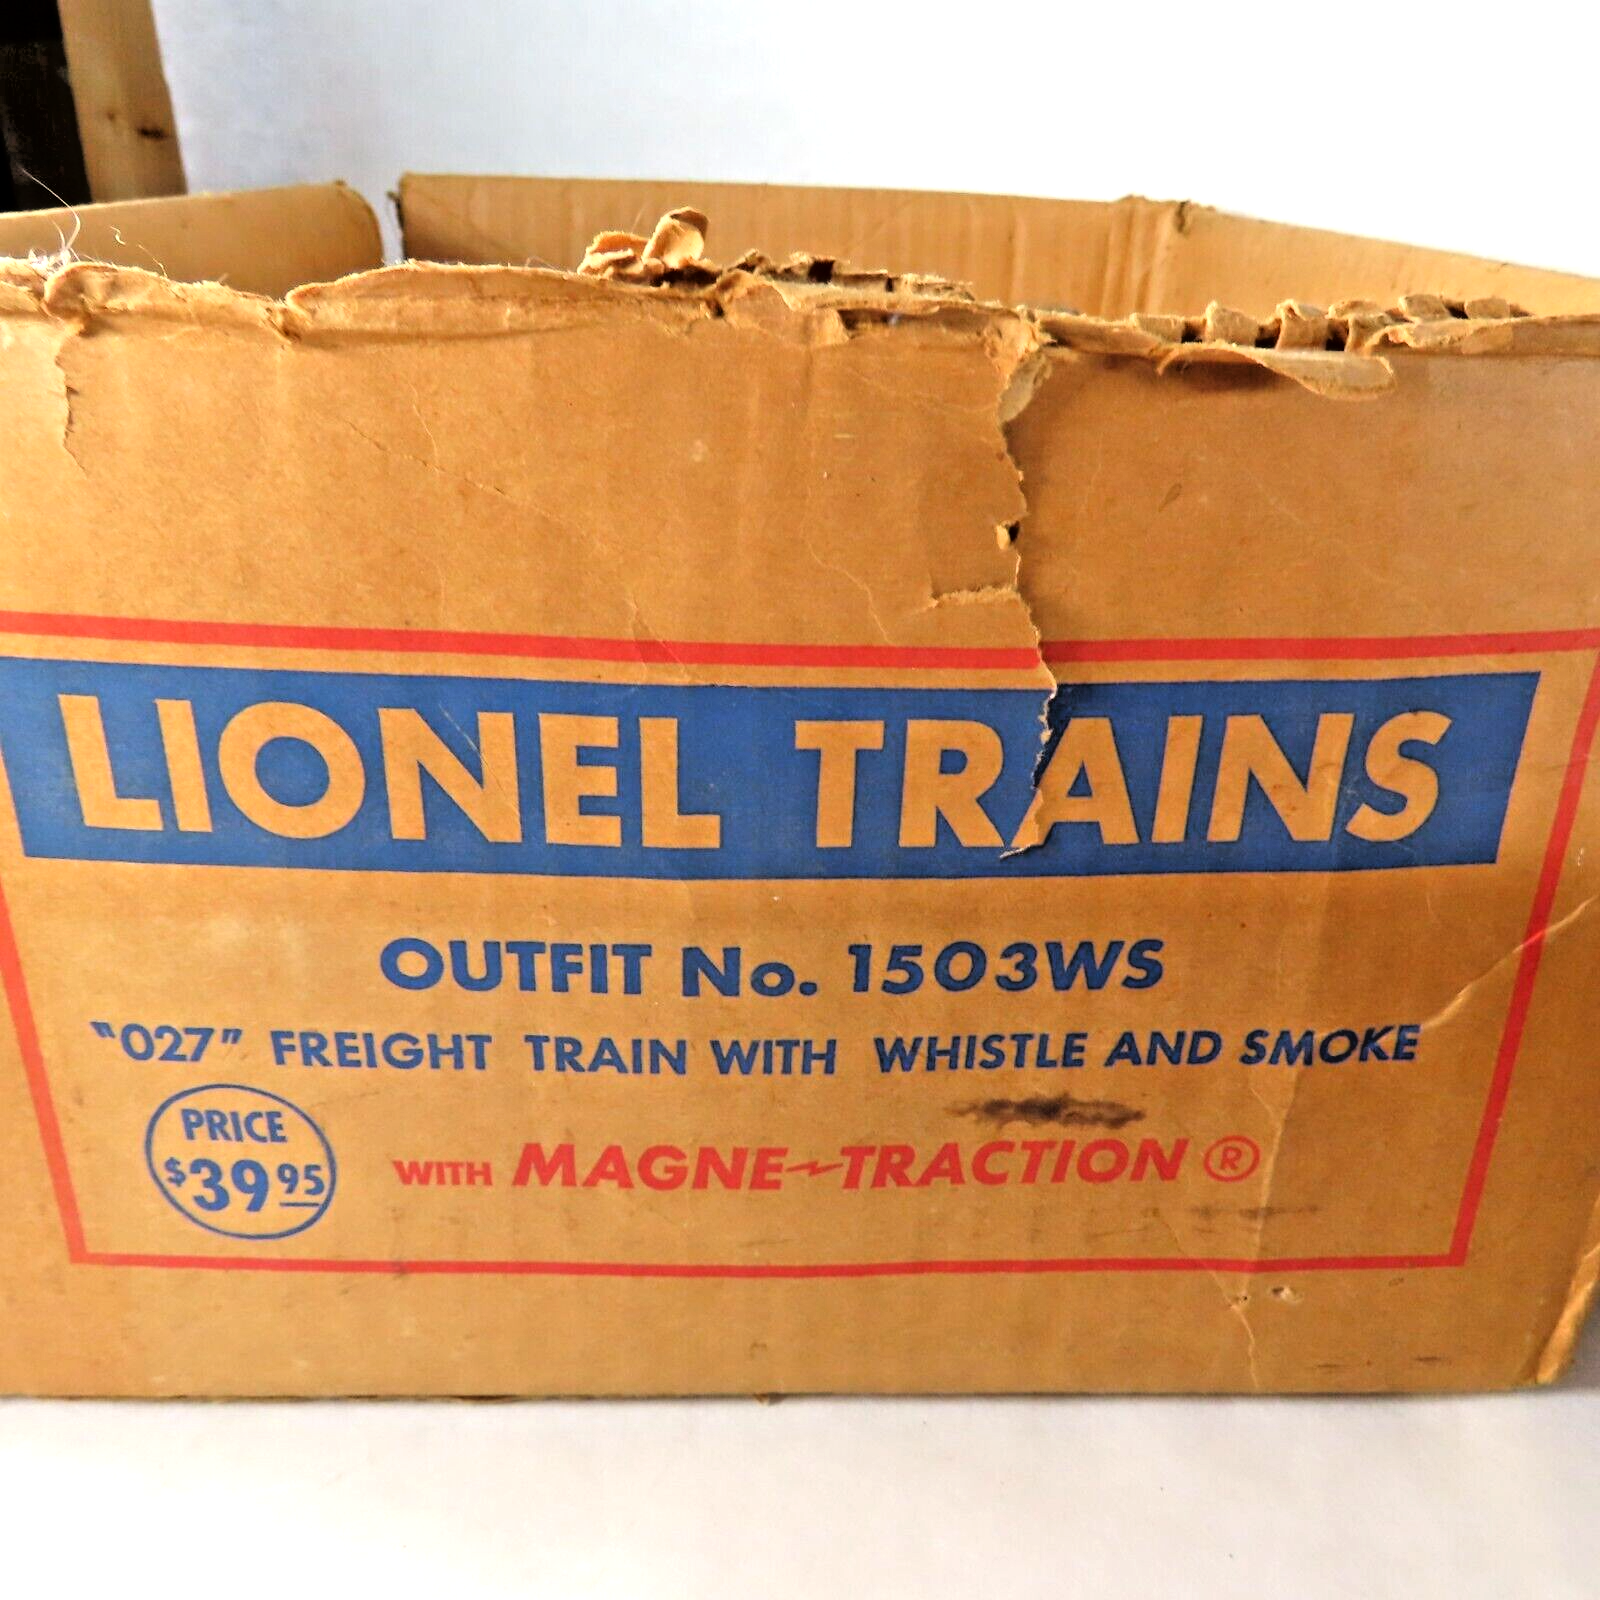 LIONEL TRAINS
OUTFIT No. 1503WS
"027" FREIGHT TRAIN WITH WHISTLE AND SMOKE
PRICE
$39 95
WITH MAGNE-TRACTION ®